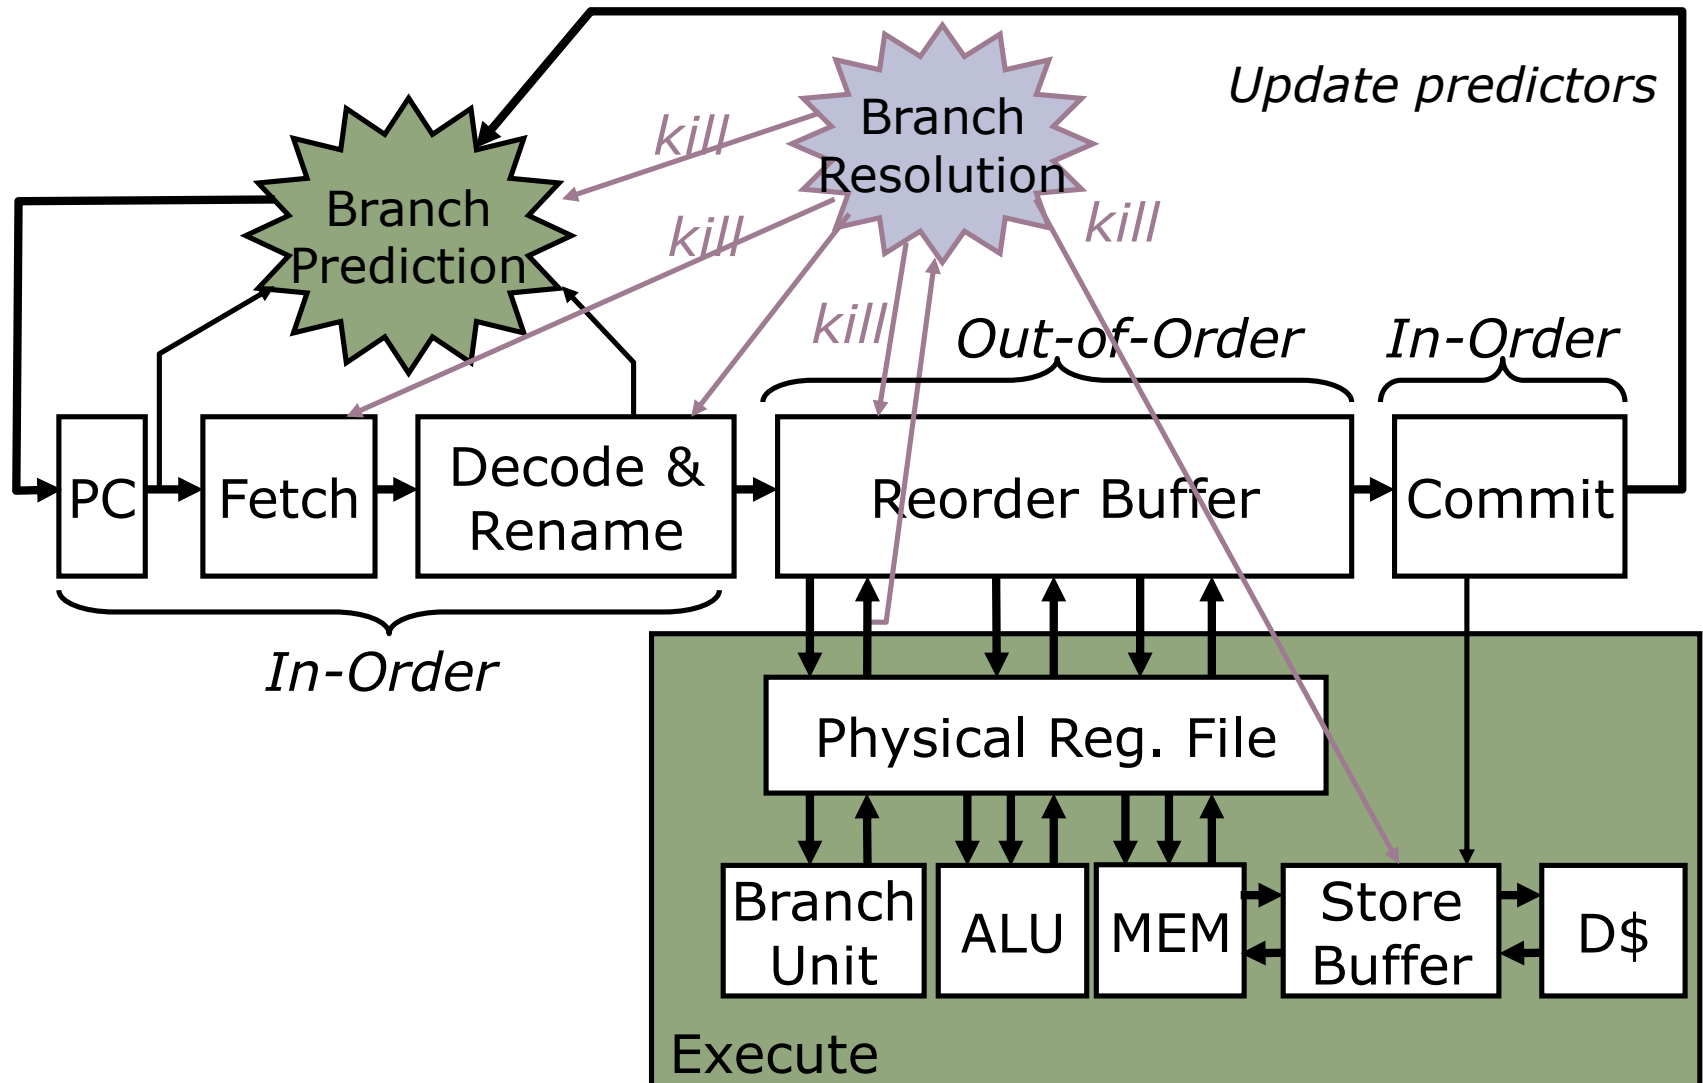 Update predictors
Branch
Resolution
kill
Branch
Prediction
kill
kill
kill
Out-of-Order
In-Order
PC
Fetch
Decode &
Rename
Reorder Buffer
Commit
In-Order
Physical Reg. File
Branch
Unit
ALU
MEM
Store
Buffer
D$
Execute